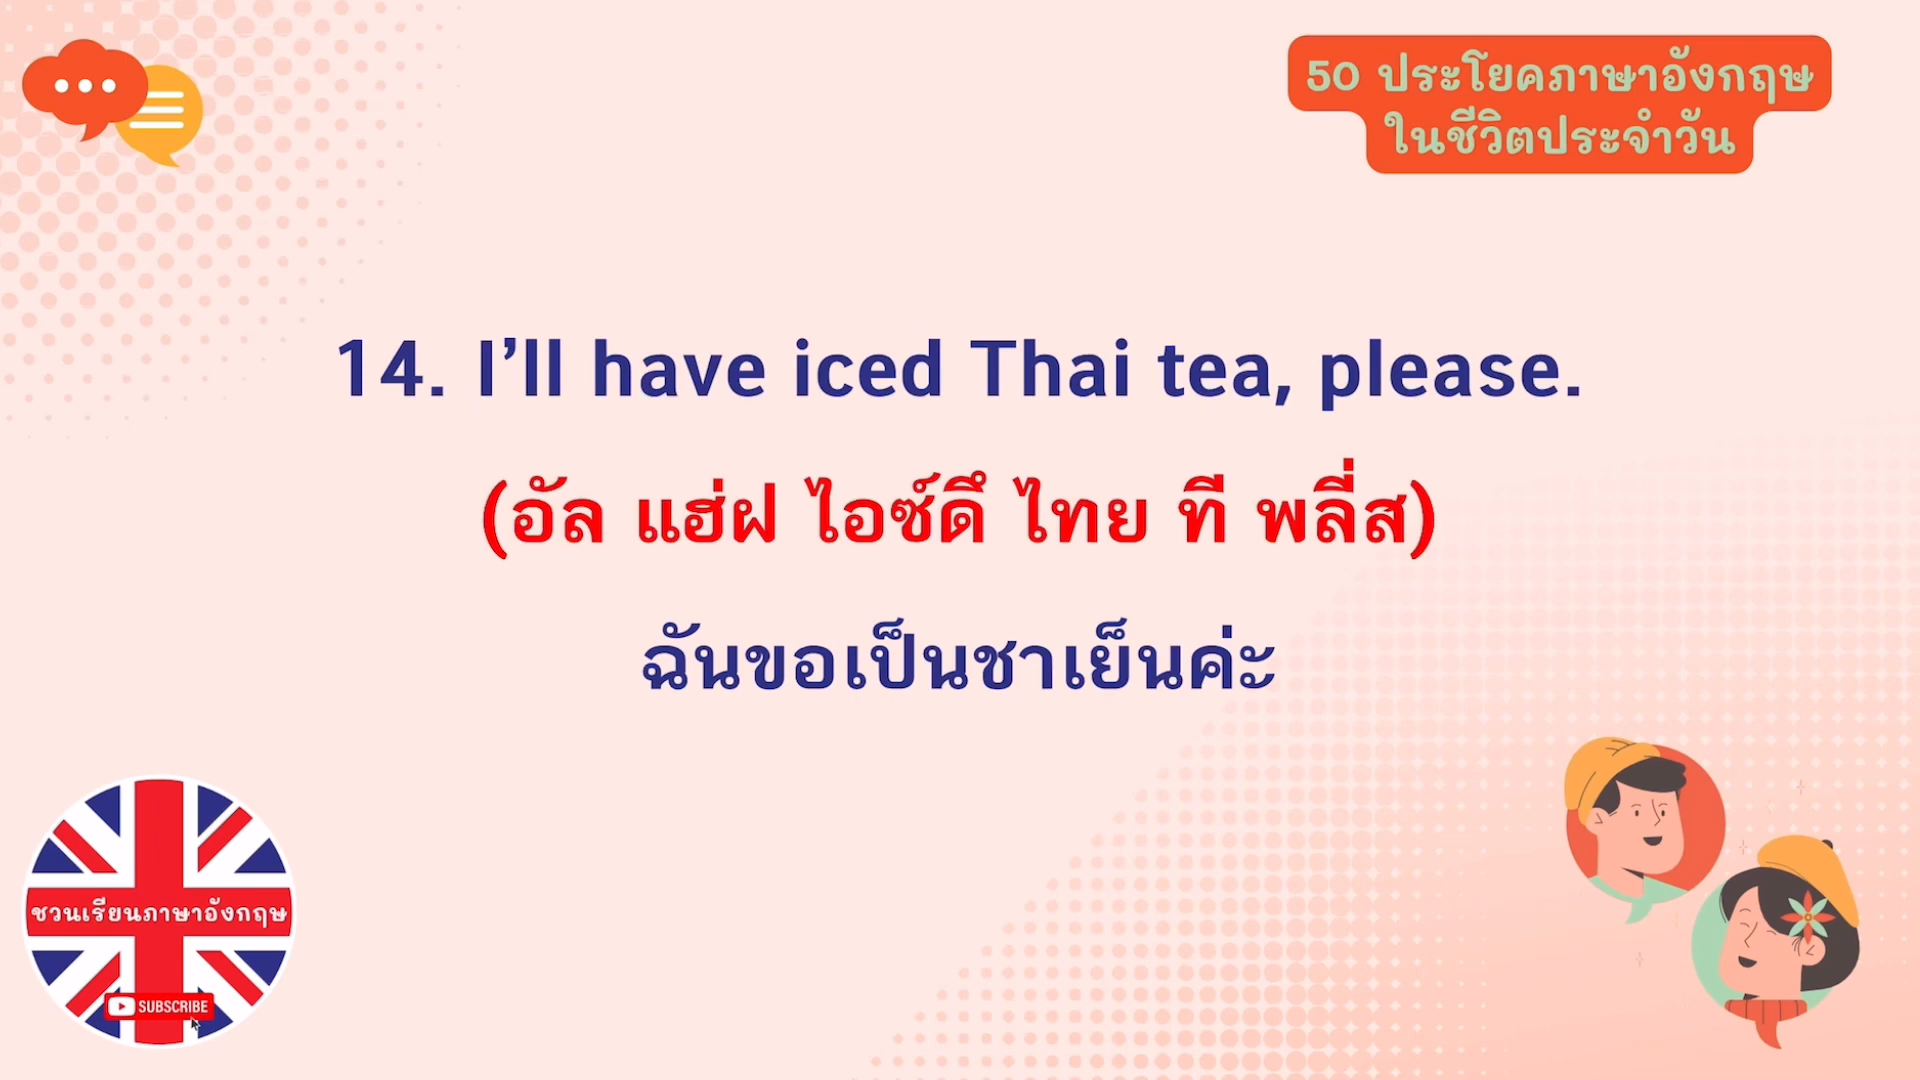 50 ประโยคภาษาอังกฤษ
ในชีวิตประจำวัน
14. I’ll have iced Thai tea, please.
(อัล แฮ่ฝ ไอซ์ดึ ไทย ที พลี่ส)
ฉันขอเป็นชาเย็นค่ะ
ชวนเรียนภาษาอังกฤษ
SUBSCRIBE